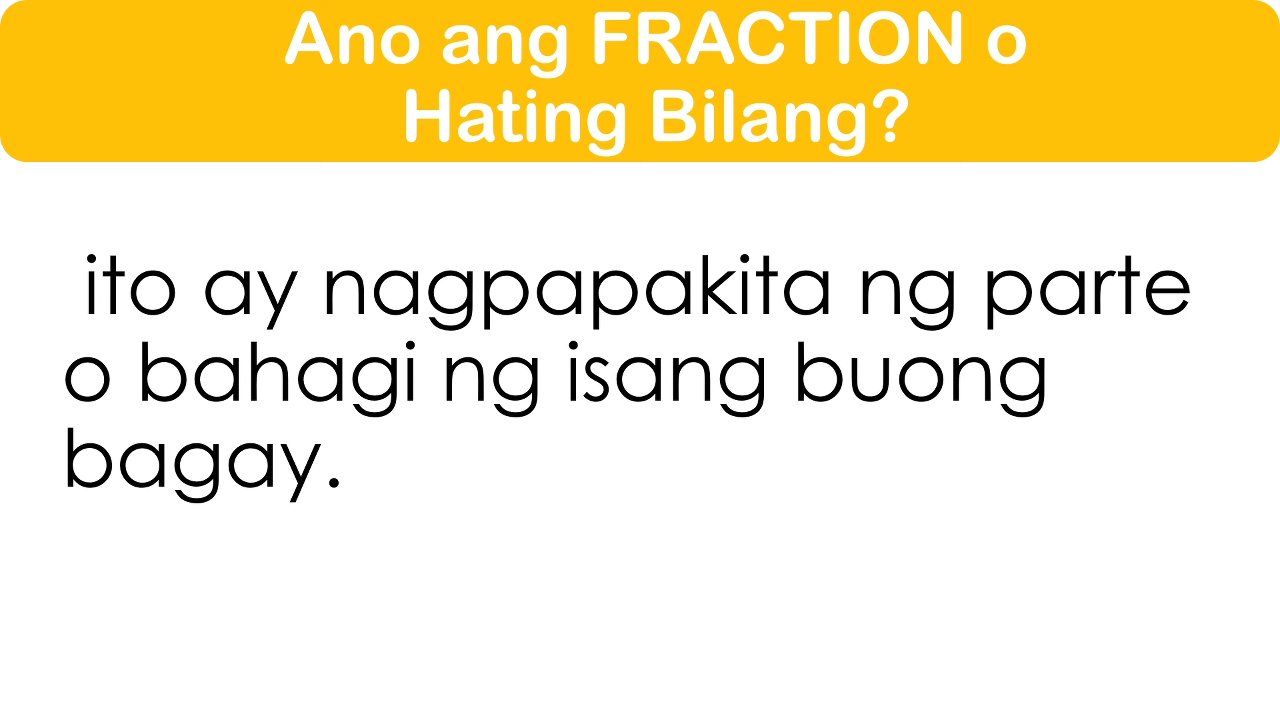 Ano ang FRACTION o
Hating Bilang?
ito ay nagpapakita ng parte
o bahagi ng isang buong
bagay.